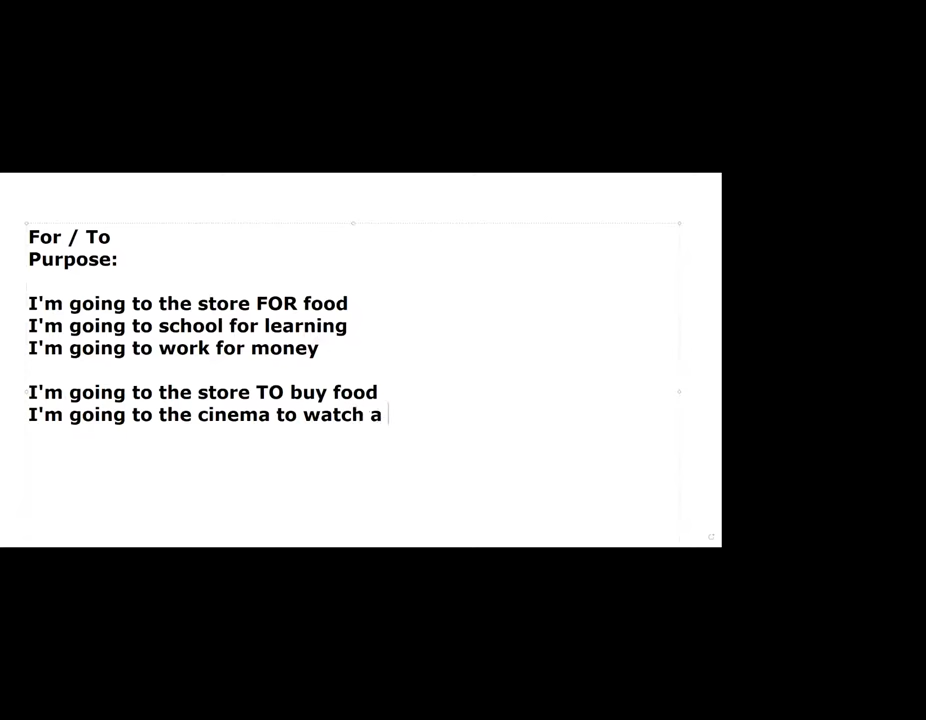 For / To
Purpose:
I'm going to the store FOR food
I'm going to school for learning
I'm going to work for money
I'm going to the store TO buy food
I'm going to the cinema to watch a